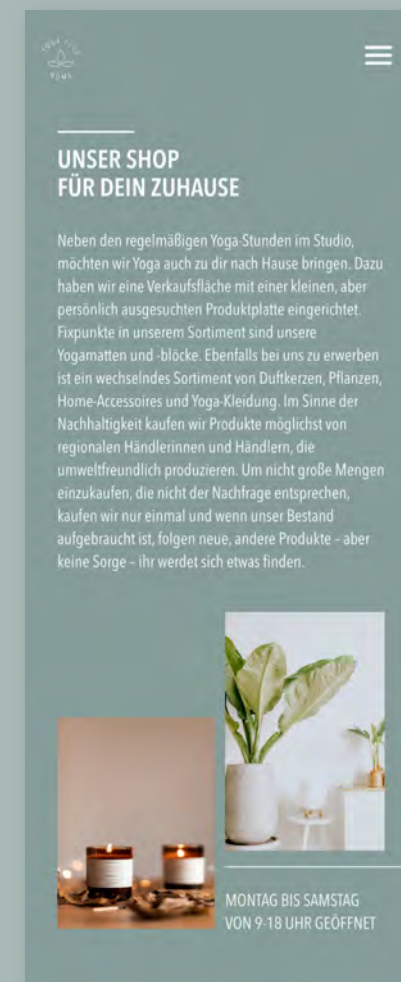 UNSER SHOP
FÜR DEIN ZUHAUSE
Neben den regelmäßigen Yoga-Stunden im Studio,
möchten wir Yoga auch zu dir nach Hause bringen. Dazu
haben wir eine Verkaufsfläche mit einer kleinen, aber
persönlich ausgesuchten Produktplatte eingerichtet.
Fixpunkte in unserem Sortiment sind unsere
Yogamatten und -blöcke. Ebenfalls bei uns zu erwerben
ist ein wechselndes Sortiment von Duftkerzen, Pflanzen,
Home-Accessoires und Yoga-Kleidung. Im Sinne der
Nachhaltigkeit kaufen wir Produkte möglichst von
regionalen Händlerinnen und Händlern, die
umweltfreundlich produzieren. Um nicht große Mengen
einzukaufen, die nicht der Nachfrage entsprechen,
kaufen wir nur einmal und wenn unser Bestand
aufgebraucht ist, folgen neue, andere Produkte – aber
keine Sorge – ihr werdet sich etwas finden.
MONTAG BIS SAMSTAG
VON 9-18 UHR GEÖFFNET